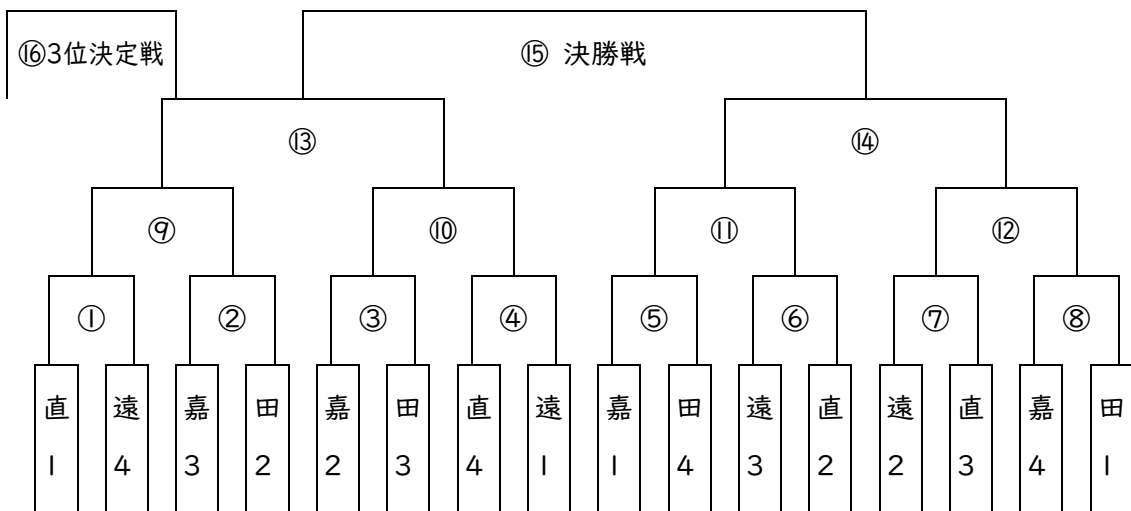 ⑯3位決定戦 ⑮ 決勝戦
⑬ ⑭
⑨ ⑩ ⑪ ⑫
① ② ③ ④ ⑤ ⑥ ⑦ ⑧
直 遠 嘉 田 嘉 田 直 遠 嘉 田 遠 直 遠 直 嘉 田
1 4 3 2 2 3 4 1 1 4 3 2 2 3 4 1